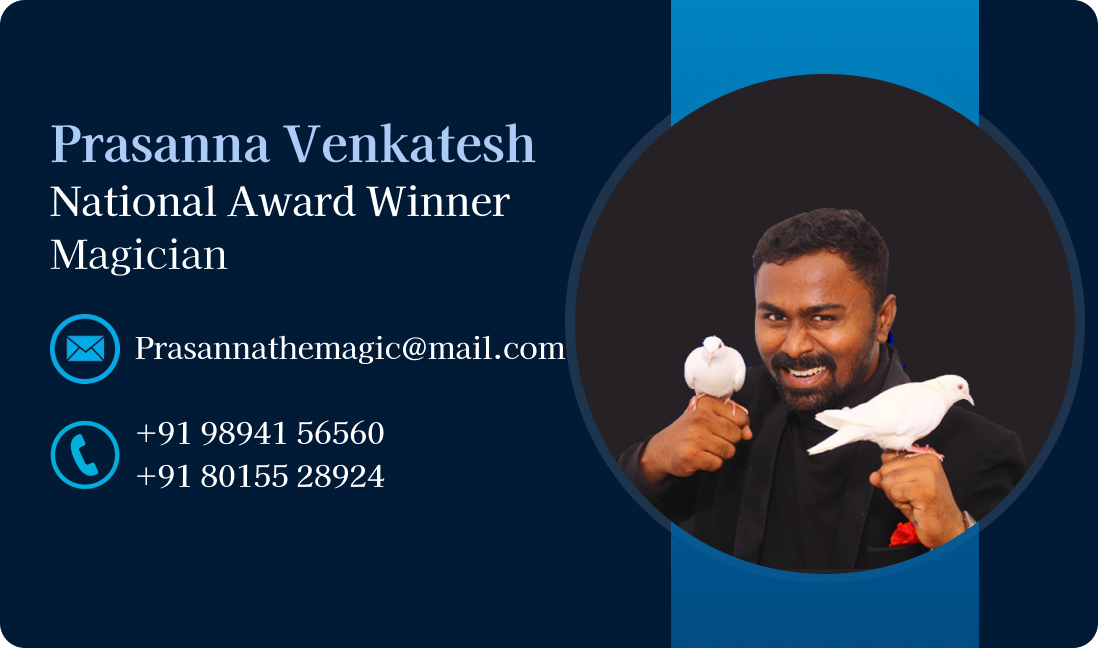 Prasanna Venkatesh
National Award Winner
Magician
Prasannathemagic@mail.com
+91 98941 56560
+91 80155 28924